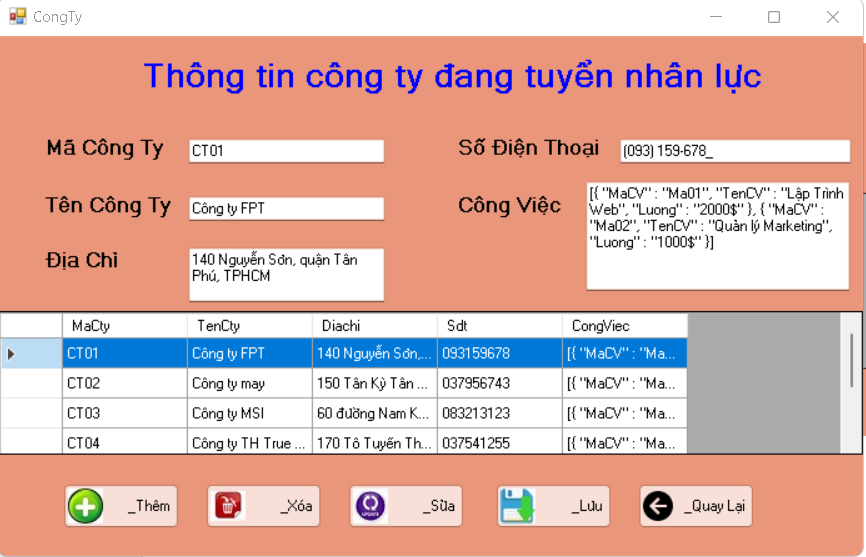 CongTy
Thông tin công ty đang tuyển nhân lực
Mã Công Ty
CT01
Số Điện Thoại
(093) 159-678_
Tên Công Ty
Công ty FPT
Công Việc
[{ "MaCV" : "Ma01", "TenCV" : "Lập Trình
Web", "Luong" : "2000$" }, { "MaCV" :
"Ma02", "TenCV" : "Quản lý Marketing",
"Luong" : "1000$" }]
Địa Chỉ
140 Nguyễn Sơn, quận Tân
Phú, TPHCM
MaCty TenCty Diachi Sdt CongViec
CT01 Công ty FPT 140 Nguyễn Sơn,... 093159678 [{ "MaCV" : "Ma...
CT02 Công ty may 150 Tân Kỳ Tân ... 037956743 [{ "MaCV" : "Ma...
CT03 Công ty MSI 60 đường Nam K... 083213123 [{ "MaCV" : "Ma...
CT04 Công ty TH True ... 170 Tô Tuyến Th... 037541255 [{ "MaCV" : "Ma...
_Thêm _Xóa UPDATE _Sửa _Lưu _Quay Lại